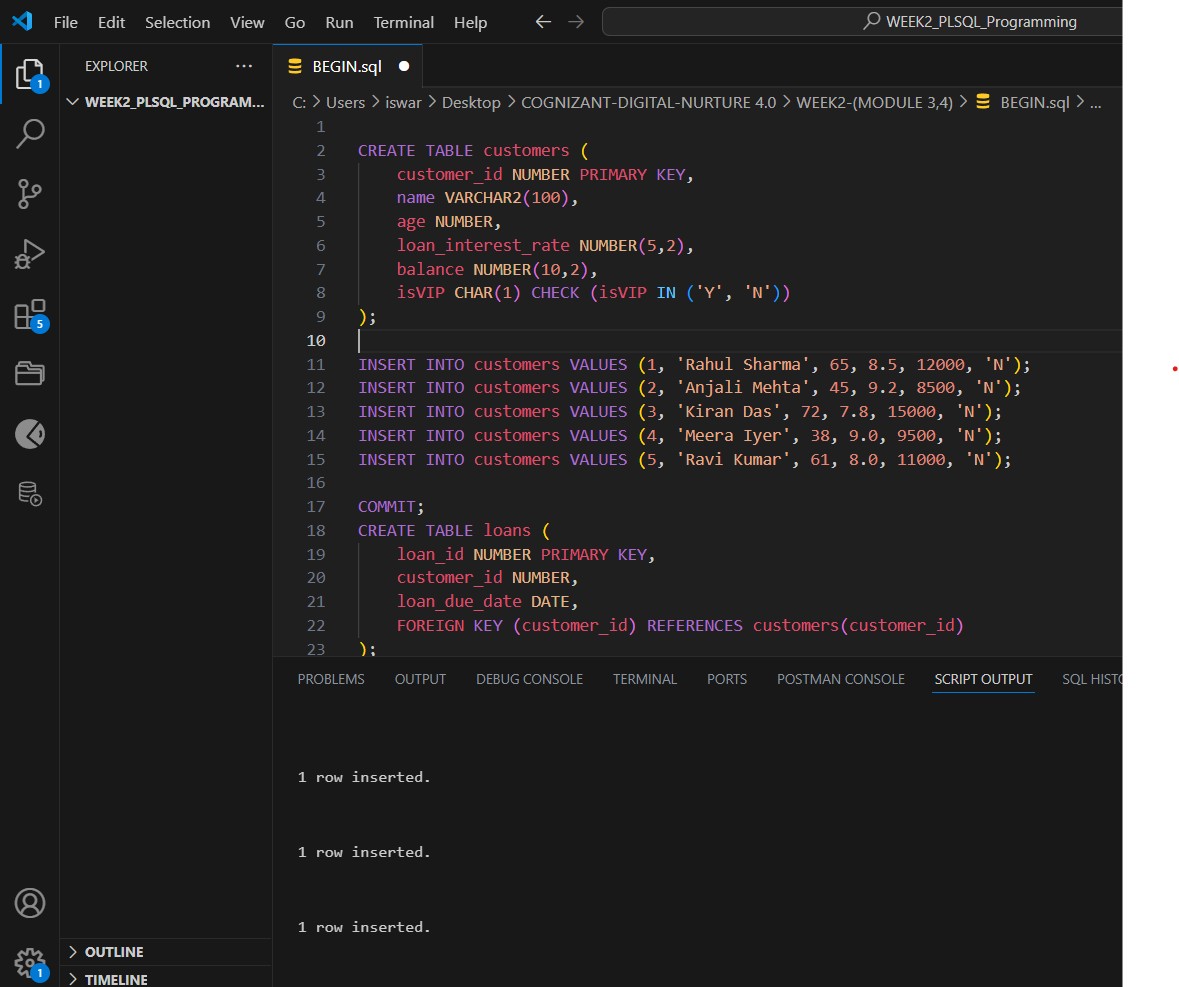 File Edit Selection View Go Run Terminal Help WEEK2_PLSQL_Programming
EXPLORER ...
WEEK2_PLSQL_PROGRAM...
BEGIN.sql
C: > Users > iswar > Desktop > COGNIZANT-DIGITAL-NURTURE 4.0 > WEEK2-(MODULE 3,4) > BEGIN.sql > ...
1
2 CREATE TABLE customers (
3 customer_id NUMBER PRIMARY KEY,
4 name VARCHAR2(100),
5 age NUMBER,
6 loan_interest_rate NUMBER(5,2),
7 balance NUMBER(10,2),
8 isVIP CHAR(1) CHECK (isVIP IN ('Y', 'N'))
9 );
10
11 INSERT INTO customers VALUES (1, 'Rahul Sharma', 65, 8.5, 12000, 'N');
12 INSERT INTO customers VALUES (2, 'Anjali Mehta', 45, 9.2, 8500, 'N');
13 INSERT INTO customers VALUES (3, 'Kiran Das', 72, 7.8, 15000, 'N');
14 INSERT INTO customers VALUES (4, 'Meera Iyer', 38, 9.0, 9500, 'N');
15 INSERT INTO customers VALUES (5, 'Ravi Kumar', 61, 8.0, 11000, 'N');
16
17 COMMIT;
18 CREATE TABLE loans (
19 loan_id NUMBER PRIMARY KEY,
20 customer_id NUMBER,
21 loan_due_date DATE,
22 FOREIGN KEY (customer_id) REFERENCES customers(customer_id)
23 );
PROBLEMS OUTPUT DEBUG CONSOLE TERMINAL PORTS POSTMAN CONSOLE SCRIPT OUTPUT SQL HISTO
1 row inserted.
1 row inserted.
1 row inserted.
OUTLINE
TIMELINE
1
5
1